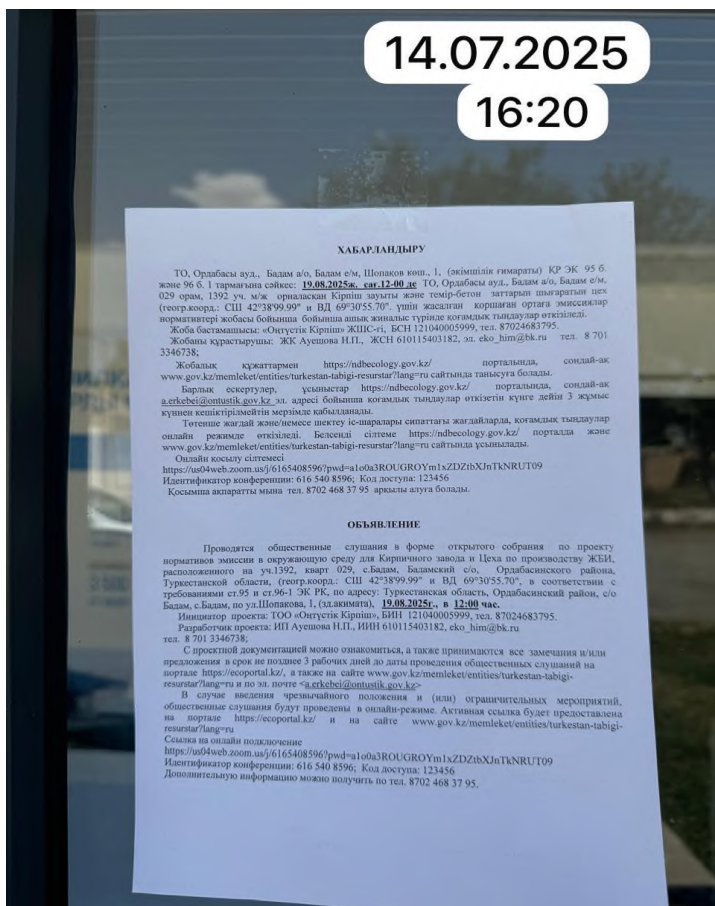 14.07.2025
16:20
ХАБАРЛАНДЫРУ
ТО, Ордабасы ауд., Бадам а/о, Бадам е/м, Шопаков көш., 1, (әкімшілік ғимараты) ҚР ЭК 95 б.
және 96 б. 1 тармағына сәйкес: 19.08.2025ж. сағ.12-00 де ТО, Ордабасы ауд., Бадам а/о, Бадам е/м,
029 орам, 1392 уч. м/ж орналасқан Кірпіш зауыты және темір-бетон заттарын шығаратын цех
(геогр.коорд.: СШ 42°38'99.99" и ВД 69°30'55.70". үшін жасалған қоршаған ортаға эмиссиялар
нормативтері жобасы бойынша бойынша ашық жиналыс түрінде қоғамдық тыңдаулар өткізіледі.
Жоба бастамашысы: «Оңтүстік Кірпіш» ЖШС-гі, БСН 121040005999, тел. 87024683795.
Жобаны құрастырушы: ЖК Ауешова Н.П., ЖСН 610115403182, эл. eko_him@bk.ru тел. 8 701
3346738;
Жобалық құжаттармен https://ndbecology.gov.kz/ порталында, сондай-ақ
www.gov.kz/memleket/entities/turkestan-tabigi-resurstar?lang=ru сайтында танысуға болады.
Барлық ескертулер, ұсыныстар https://ndbecology.gov.kz/ порталында, сондай-ақ
a.erkebei@ontustik.gov.kz эл. адресі бойынша қоғамдық тыңдаулар өткізетін күнге дейін 3 жұмыс
күннен кешіктірілмейтін мерзімде қабылданады.
Төтенше жағдай және/немесе шектеу іс-шаралары сипаттағы жағдайларда, қоғамдық тыңдаулар
онлайн режимде өткізіледі. Белсенді сілтеме https://ndbecology.gov.kz/ порталда және
www.gov.kz/memleket/entities/turkestan-tabigi-resurstar?lang=ru сайтында ұсынылады.
Онлайн қосылу сілтемесі
https://us04web.zoom.us/j/6165408596?pwd=a1o0a3ROUGROYm1xZDZtbXJnTkNRUT09
Идентификатор конференции: 616 540 8596; Код доступа: 123456
Қосымша ақпаратты мына тел. 8702 468 37 95 арқылы алуға болады.
ОБЪЯВЛЕНИЕ
Проводятся общественные слушания в форме открытого собрания по проекту
нормативов эмиссии в окружающую среду для Кирпичного завода и Цеха по производству ЖБИ,
расположенного на уч.1392, кварт 029, с.Бадам, Бадамский с/о, Ордабасинского района,
Туркестанской области, (геогр.коорд.: СШ 42°38'99.99" и ВД 69°30'55.70", в соответствии с
требованиями ст.95 и ст.96-1 ЭК РК, по адресу: Туркестанская область, Ордабасинский район, с/о
Бадам, с.Бадам, по ул.Шопакова, 1, (зд.акимата), 19.08.2025г., в 12:00 час.
Инициатор проекта: ТОО «Оңтүстік Кірпіш», БИН 121040005999, тел. 87024683795.
Разработчик проекта: ИП Ауешова Н.П., ИИН 610115403182, eko_him@bk.ru
тел. 8 701 3346738;
С проектной документацией можно ознакомиться, а также принимаются все замечания и/или
предложения в срок не позднее 3 рабочих дней до даты проведения общественных слушаний на
портале https://ecoportal.kz/, а также на сайте www.gov.kz/memleket/entities/turkestan-tabigi-
resurstar?lang=ru и по эл. почте <a.erkebei@ontustik.gov.kz>
В случае введения чрезвычайного положения и (или) ограничительных мероприятий,
общественные слушания будут проведены в онлайн-режиме. Активная ссылка будет предоставлена
на портале https://ecoportal.kz/ и на сайте www.gov.kz/memleket/entities/turkestan-tabigi-
resurstar?lang=ru
Ссылка на онлайн подключение
https://us04web.zoom.us/j/6165408596?pwd=a1o0a3ROUGROYm1xZDZtbXJnTkNRUT09
Идентификатор конференции: 616 540 8596; Код доступа: 123456
Дополнительную информацию можно получить по тел. 8702 468 37 95.